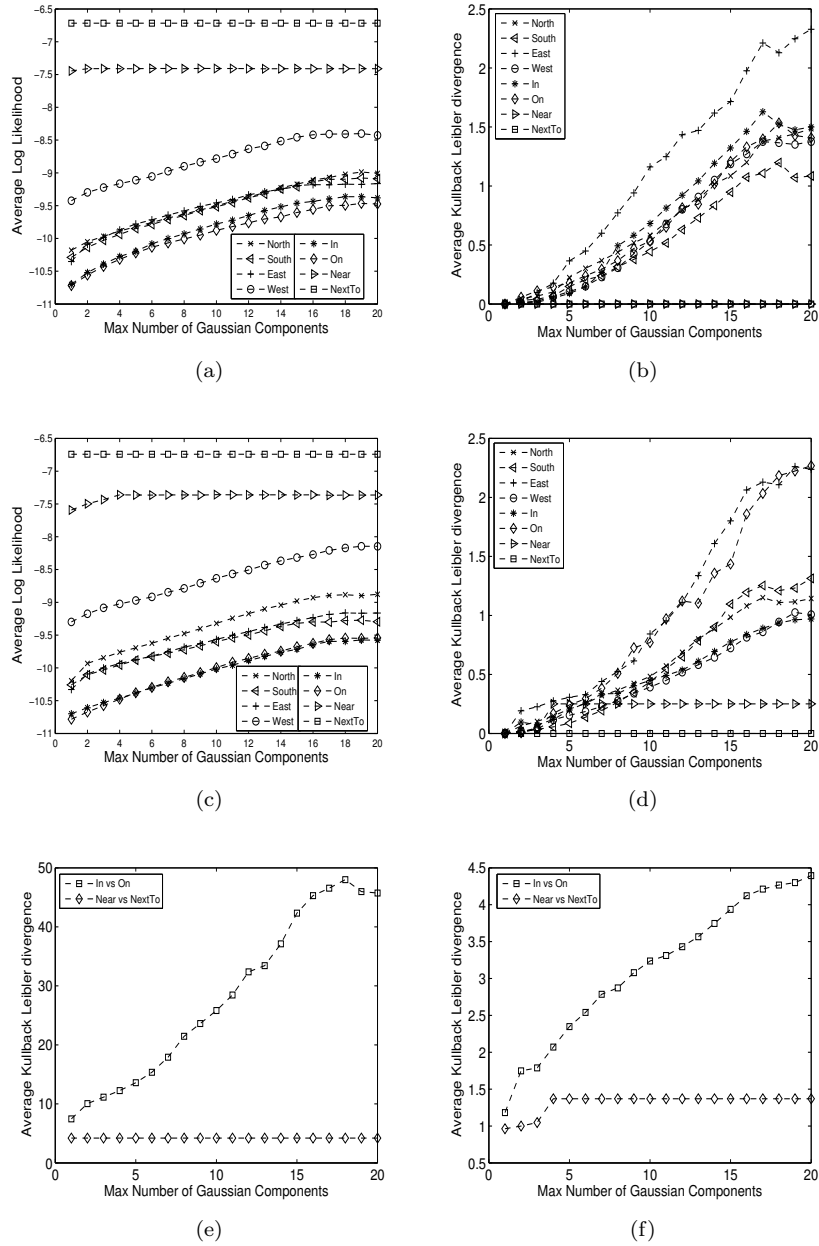 -6.5
-7
-7.5
-8
-8.5
-9
-9.5
-10
-10.5
-11
Average Log Likelihood
0 2 4 6 8 10 12 14 16 18 20
Max Number of Gaussian Components
North In
South On
East Near
West NextTo
(a)
2.5
2
1.5
1
0.5
0
Average Kullback Leibler divergence
0 5 10 15 20
Max Number of Gaussian Components
North
South
East
West
In
On
Near
NextTo
(b)
-6.5
-7
-7.5
-8
-8.5
-9
-9.5
-10
-10.5
-11
Average Log Likelihood
0 2 4 6 8 10 12 14 16 18 20
Max Number of Gaussian Components
North In
South On
East Near
West NextTo
(c)
2.5
2
1.5
1
0.5
0
Average Kullback Leibler divergence
0 5 10 15 20
Max Number of Gaussian Components
North
South
East
West
In
On
Near
NextTo
(d)
50
40
30
20
10
0
Average Kullback Leibler divergence
0 5 10 15 20
Max Number of Gaussian Components
In vs On
Near vs NextTo
(e)
4.5
4
3.5
3
2.5
2
1.5
1
0.5
Average Kullback Leibler divergence
0 5 10 15 20
Max Number of Gaussian Components
In vs On
Near vs NextTo
(f)